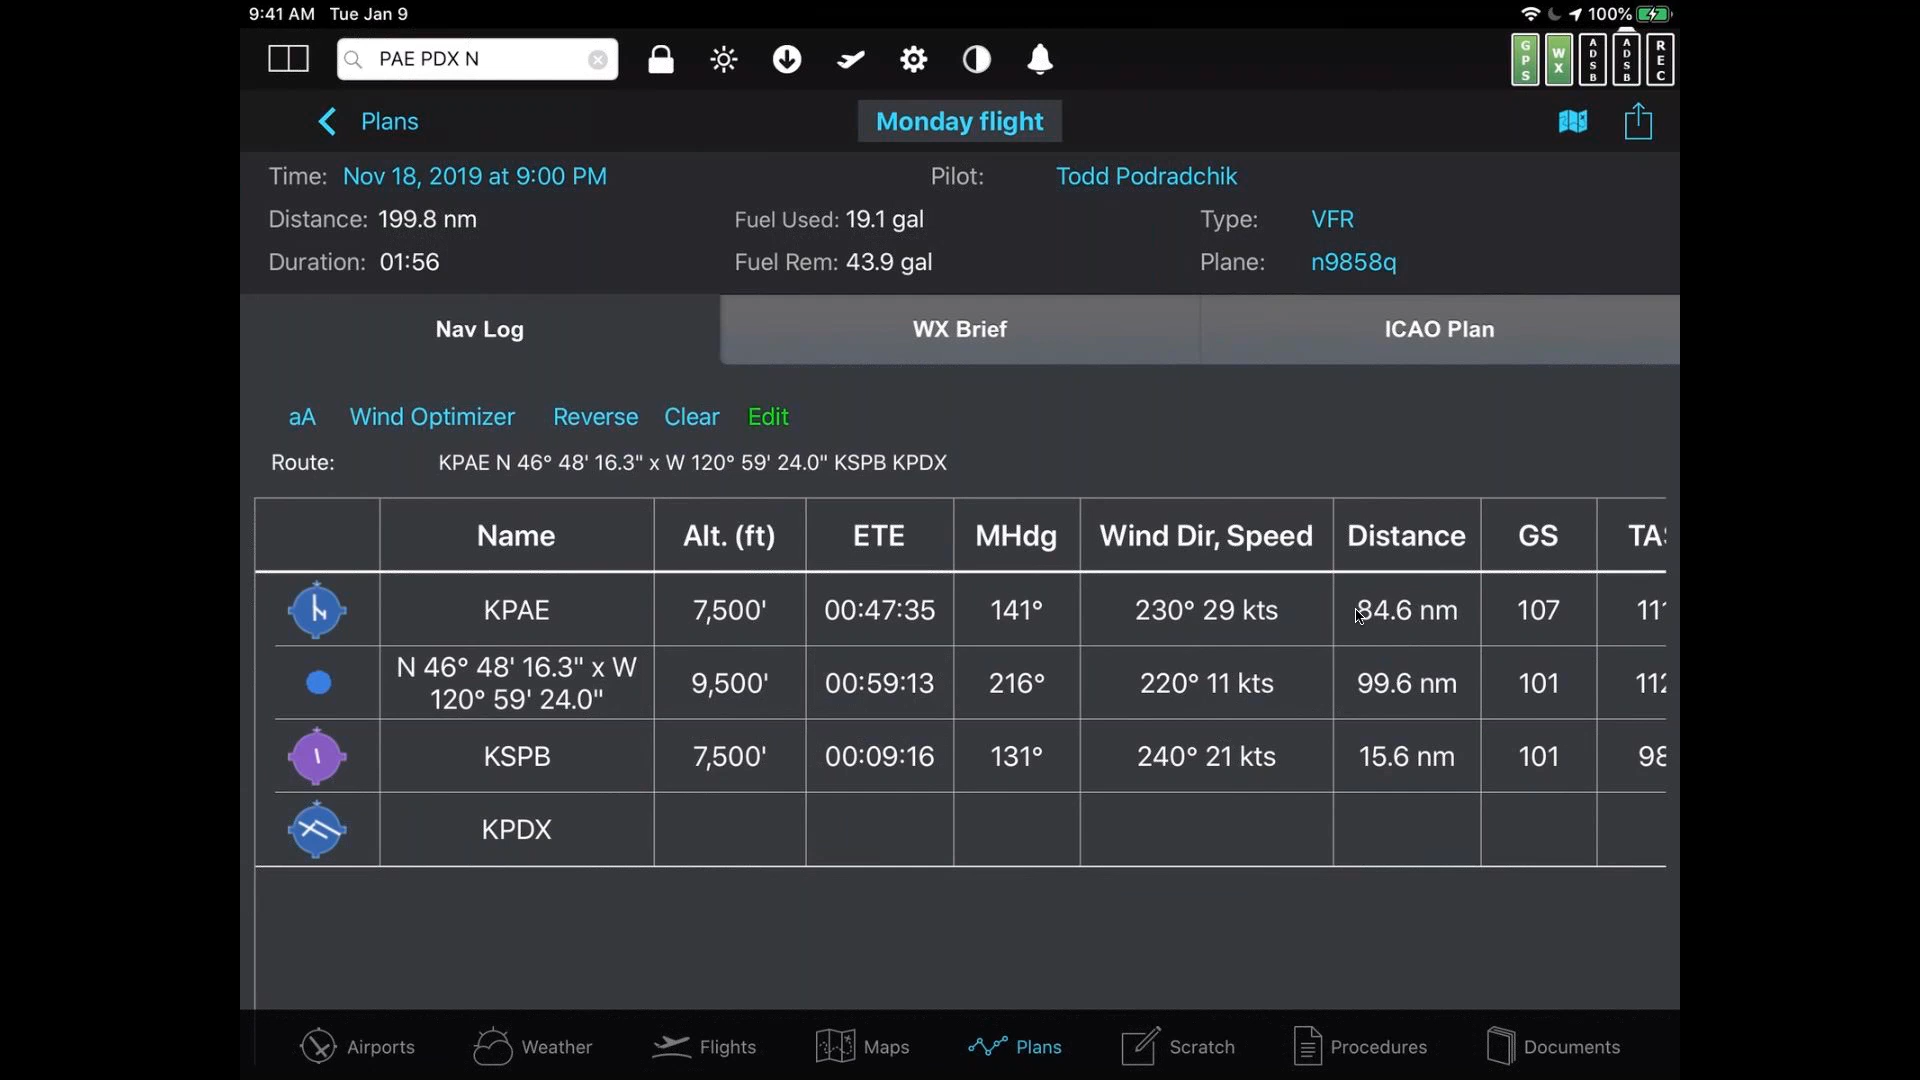 9:41 AM Tue Jan 9 100%
PAE PDX N
GPS WX ADSB ADSB REC
Plans Monday flight
Time: Nov 18, 2019 at 9:00 PM Pilot: Todd Podradchik
Distance: 199.8 nm Fuel Used: 19.1 gal Type: VFR
Duration: 01:56 Fuel Rem: 43.9 gal Plane: n9858q
Nav Log WX Brief ICAO Plan
aA Wind Optimizer Reverse Clear Edit
Route: KPAE N 46° 48' 16.3" x W 120° 59' 24.0" KSPB KPDX
Name Alt. (ft) ETE MHdg Wind Dir, Speed Distance GS
KPAE 7,500' 00:47:35 141° 230° 29 kts 84.6 nm 107
N 46° 48' 16.3" x W
120° 59' 24.0" 9,500' 00:59:13 216° 220° 11 kts 99.6 nm 101
KSPB 7,500' 00:09:16 131° 240° 21 kts 15.6 nm 101 98
KPDX
Airports Weather Flights Maps Plans Scratch Procedures Documents